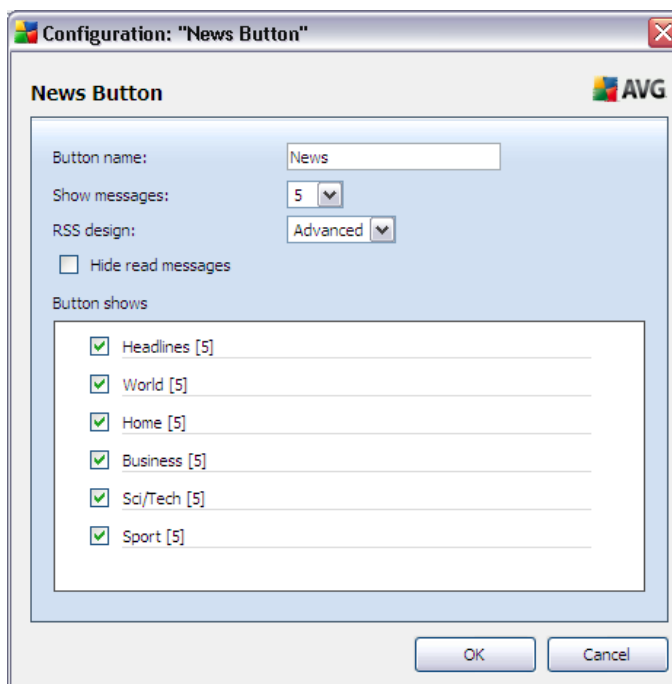 Configuration: "News Button"
News Button
AVG
Button name:
News
Show messages:
5
RSS design:
Advanced
Hide read messages
Button shows
Headlines [5]
World [5]
Home [5]
Business [5]
Sci/Tech [5]
Sport [5]
OK
Cancel